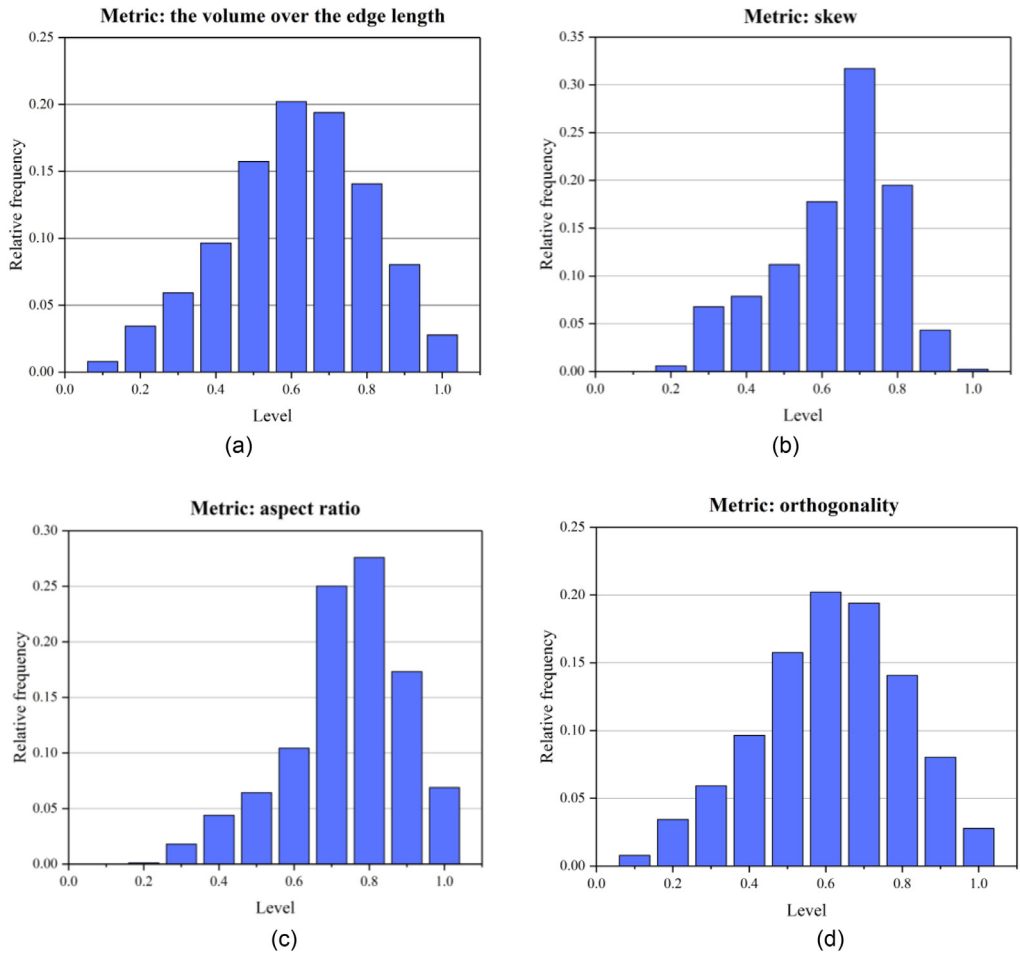 Metric: the volume over the edge length
0.25
0.20
0.15
0.10
0.05
0.00
Relative frequency
0.0 0.2 0.4 0.6 0.8 1.0
Level
(a)
Metric: skew
0.35
0.30
0.25
0.20
0.15
0.10
0.05
0.00
Relative frequency
0.0 0.2 0.4 0.6 0.8 1.0
Level
(b)
Metric: aspect ratio
0.30
0.25
0.20
0.15
0.10
0.05
0.00
Relative frequency
0.0 0.2 0.4 0.6 0.8 1.0
Level
(c)
Metric: orthogonality
0.25
0.20
0.15
0.10
0.05
0.00
Relative frequency
0.0 0.2 0.4 0.6 0.8 1.0
Level
(d)